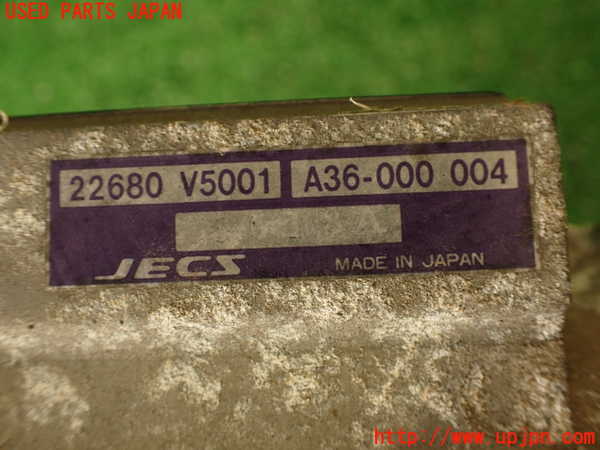 USED PARTS JAPAN
22680 V5001 A36-000 004
JECS MADE IN JAPAN
http://www.upjpn.com/